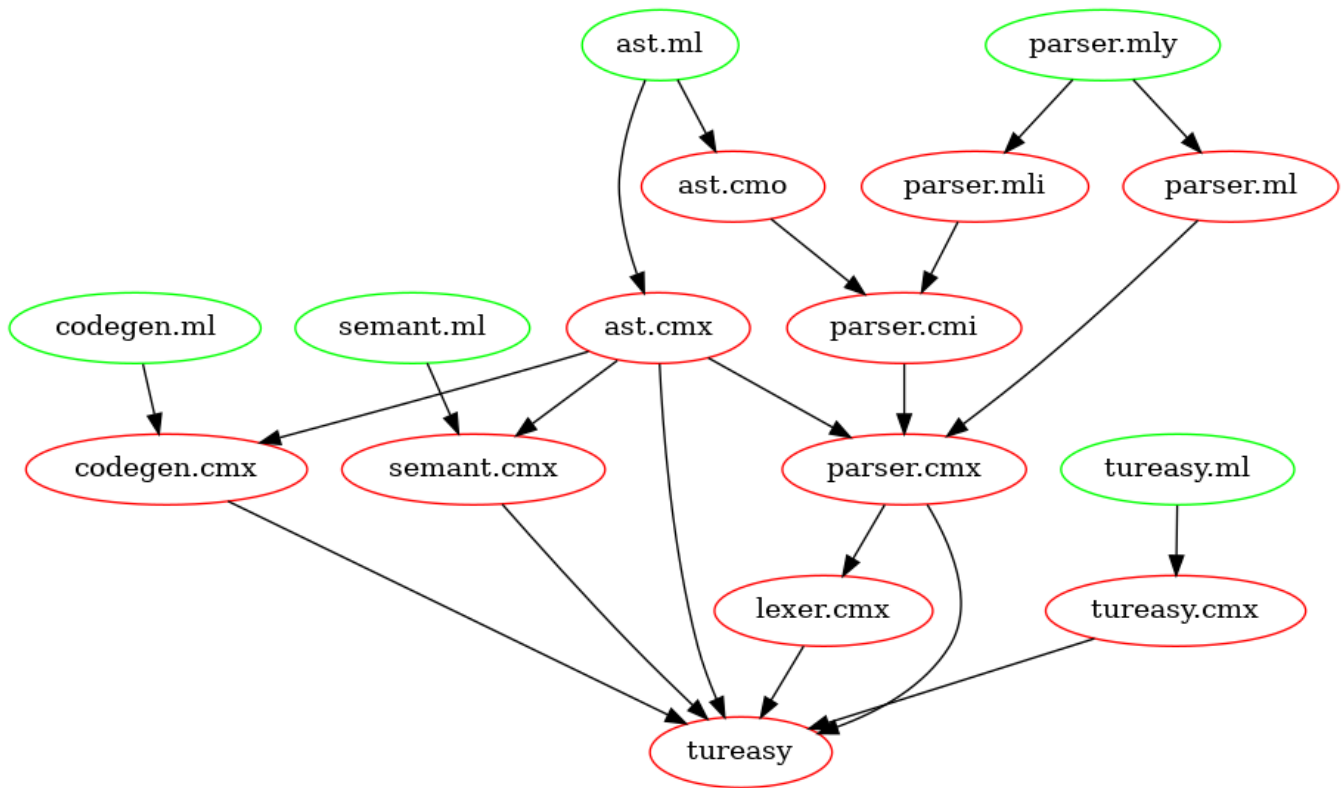 ast.ml
parser.mly
ast.cmo
parser.mli
parser.ml
codegen.ml
semant.ml
ast.cmx
parser.cmi
codegen.cmx
semant.cmx
parser.cmx
tureasy.ml
lexer.cmx
tureasy.cmx
tureasy